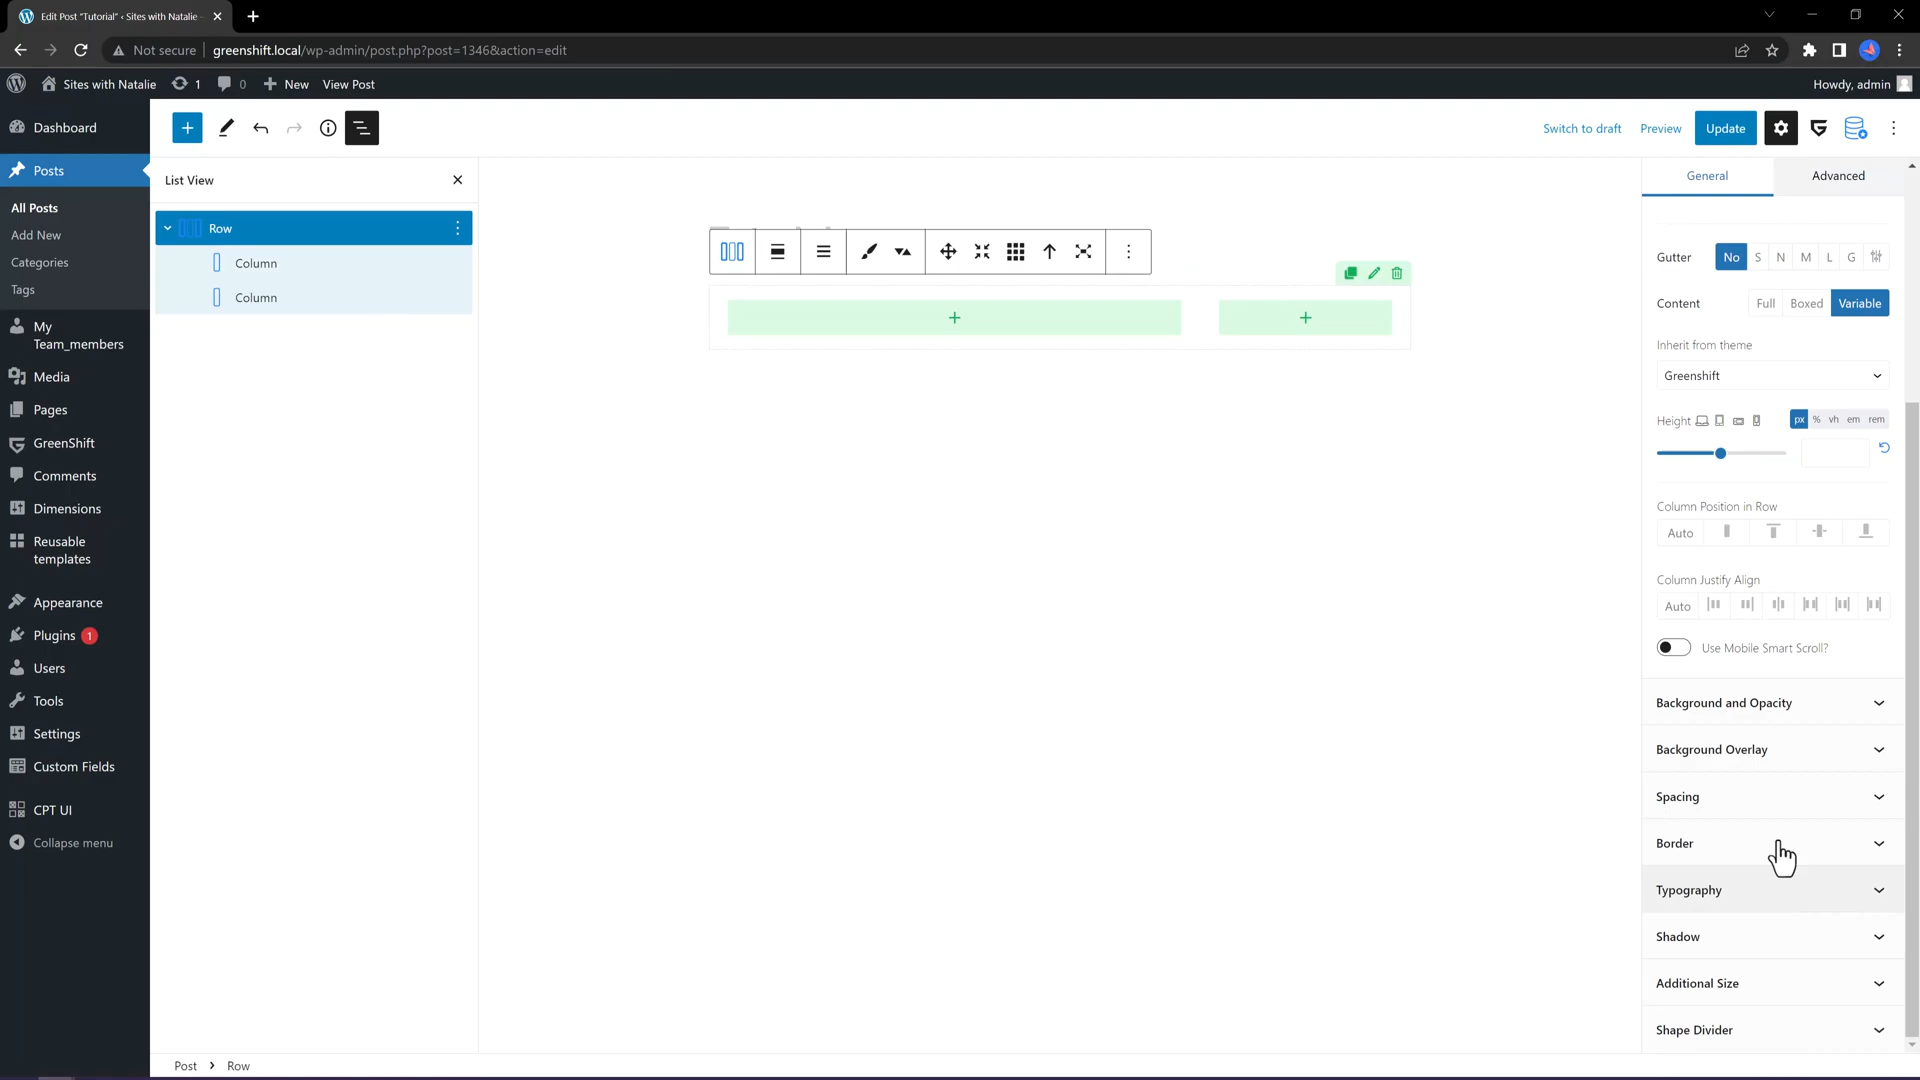 Edit Post “Tutorial” ‹ Sites with Natalie
Not secure
greenshift.local/wp-admin/post.php?post=1346&action=edit
Sites with Natalie
1
0
New
View Post
Howdy, admin
Dashboard
Posts
All Posts
Add New
Categories
Tags
My
Team_members
Media
Pages
GreenShift
Comments
Dimensions
Reusable
templates
Appearance
Plugins 1
Users
Tools
Settings
Custom Fields
CPT UI
Collapse menu
Switch to draft
Preview
Update
List View
Row
Column
Column
General
Advanced
Gutter
No S N M L G
Content
Full Boxed Variable
Inherit from theme
Greenshift
Height
px % vh em rem
Column Position in Row
Auto
Column Justify Align
Auto
Use Mobile Smart Scroll?
Background and Opacity
Background Overlay
Spacing
Border
Typography
Shadow
Additional Size
Shape Divider
Post
Row